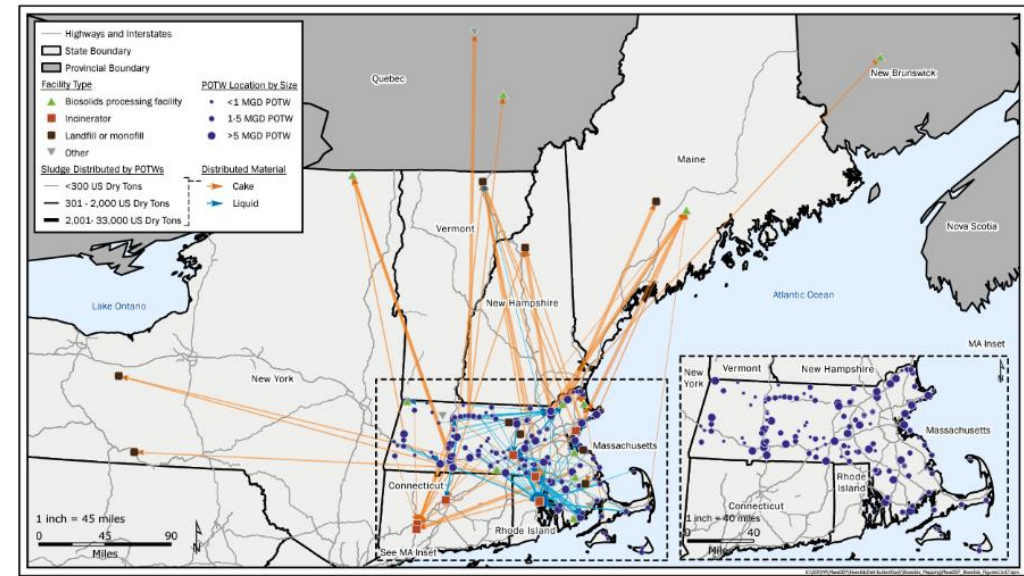 Highways and Interstates
State Boundary
Provincial Boundary
Facility Type
Biosolids processing facility
Incinerator
Landfill or monofill
Other
POTW Location by Size
<1 MGD POTW
1-5 MGD POTW
>5 MGD POTW
Sludge Distributed by POTWs
<300 US Dry Tons
301 - 2,000 US Dry Tons
2,001- 33,000 US Dry Tons
Distributed Material
Cake
Liquid
Quebec
New Brunswick
Maine
Nova Scotia
Vermont
New Hampshire
Lake Ontario
Atlantic Ocean
New York
Massachusetts
Connecticut
Rhode Island
See MA Inset
1 inch = 45 miles
0 45 90
Miles
N
MA Inset
New
York
Vermont
New Hampshire
N
Massachusetts
Rhode
Island
Connecticut
1 inch = 40 miles
0 40
Miles